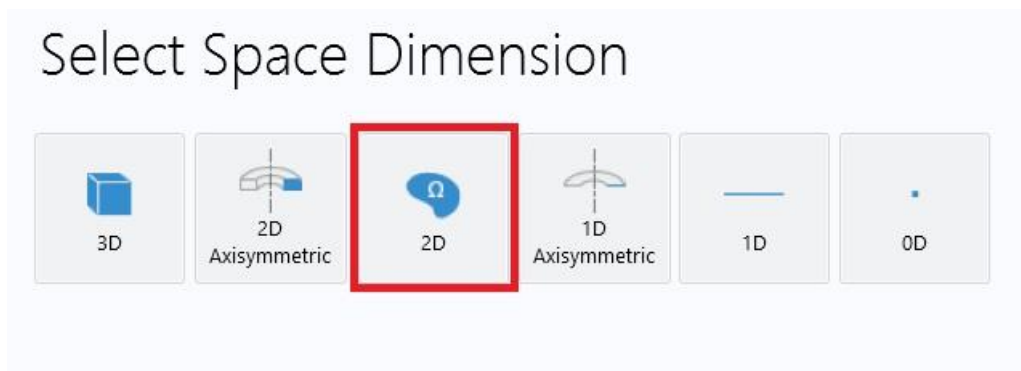 Select Space Dimension
3D
2D
Axisymmetric
Ω
2D
1D
Axisymmetric
1D
0D